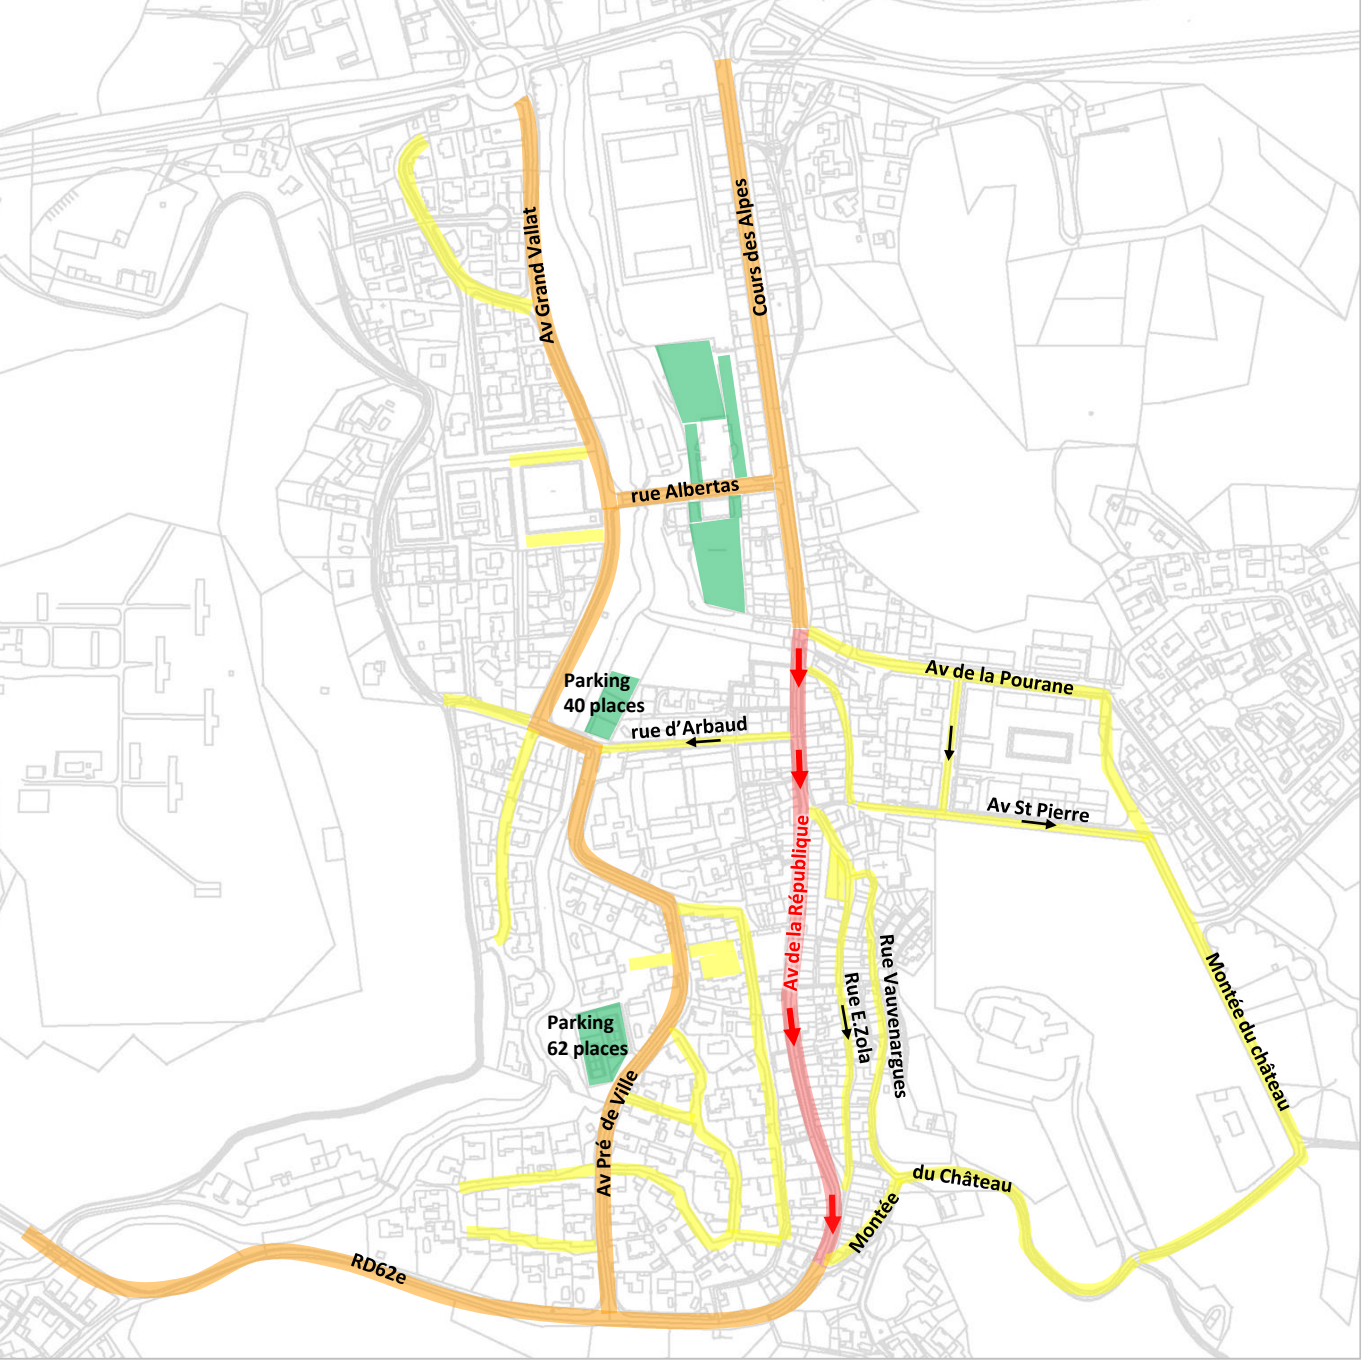 Av Grand Vallat
Cours des Alpes
rue Albertas
Parking
40 places
rue d’Arbaud
Av de la Pourane
Av St Pierre
Av de la République
Rue E.Zola
Rue Vauvenargues
Montée du château
Parking
62 places
Av Pré de Ville
Montée
du Château
RD62e